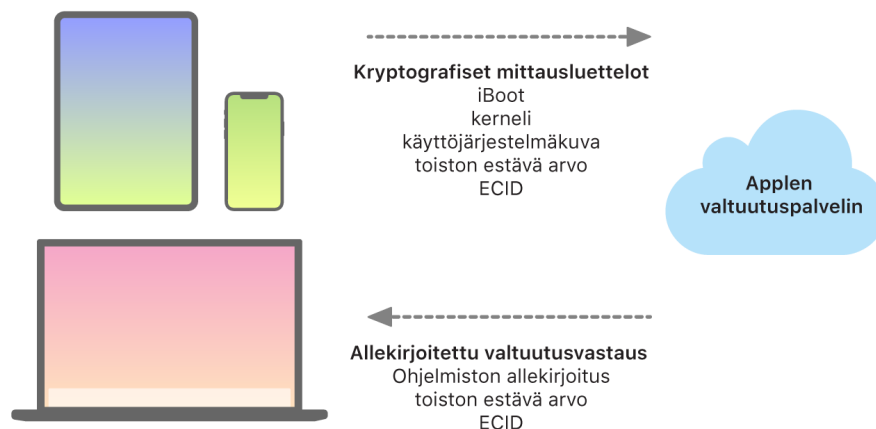 Kryptografiset mittausluettelot
iBoot
kerneli
käyttöjärjestelmäkuva
toiston estävä arvo
ECID
Applen
valtuutuspalvelin
Allekirjoitettu valtuutusvastaus
Ohjelmiston allekirjoitus
toiston estävä arvo
ECID